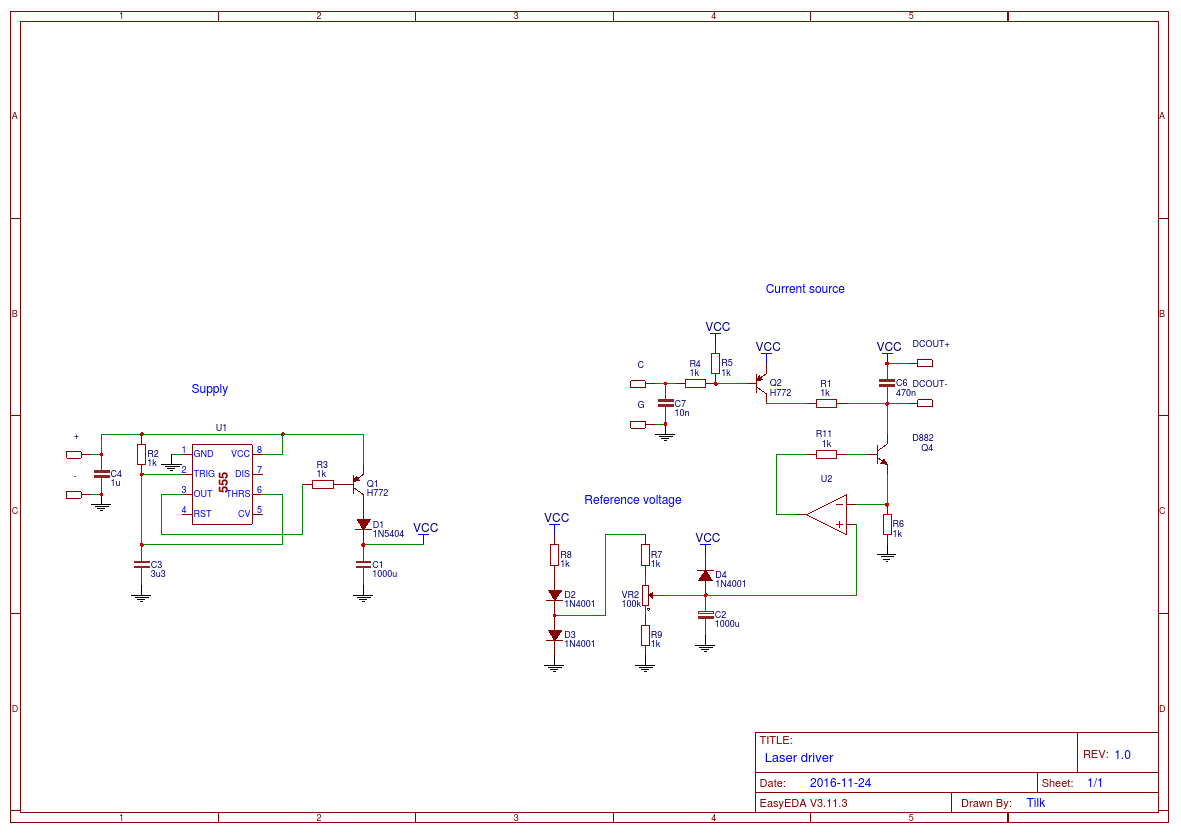 1 2 3 4 5
A A
B B
C C
D D
1 2 3 4 5
Supply
+
-
C4
1u
R2
1k
U1
1 GND VCC 8
2 TRIG DIS 7
3 OUT THRS 6
4 RST CV 5
555
C3
3u3
R3
1k
Q1
H772
D1
1N5404
VCC
C1
1000u
Current source
VCC
C
G
R4
1k
R5
1k
C7
10n
VCC
Q2
H772
R1
1k
VCC
DCOUT+
C6
470n
DCOUT-
R11
1k
D882
Q4
U2
R6
1k
Reference voltage
VCC
R8
1k
D2
1N4001
D3
1N4001
R7
1k
VR2
100k
R9
1k
VCC
D4
1N4001
C2
1000u
TITLE:
Laser driver
REV: 1.0
Date: 2016-11-24
Sheet: 1/1
EasyEDA V3.11.3
Drawn By: Tilk